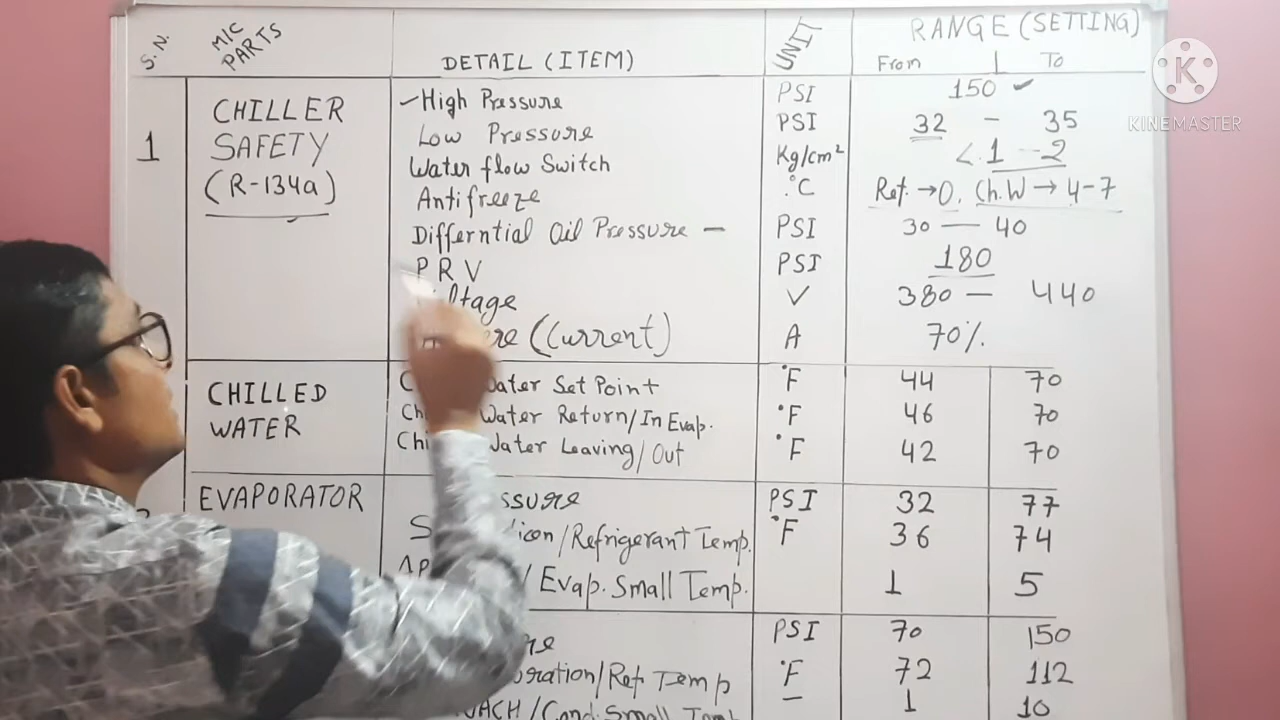 S.N. M/C PARTS DETAIL (ITEM) UNIT RANGE (SETTING)
From To
1 CHILLER SAFETY (R-134a)
High Pressure PSI 150
Low Pressure PSI 32 - 35
Water flow Switch Kg/cm² <.1 - 2
Antifreeze °C Ref. → 0, Ch.W → 4-7
Differntial Oil Pressure - PSI 30 — 40
P R V PSI 180
V 380 — 440
(Current) A 70%.
CHILLED WATER
Water Set Point °F 44 70
Water Return/In Evap. °F 46 70
Water Leaving/Out °F 42 70
EVAPORATOR
PSI 32 77
/Refrigerant Temp. °F 36 74
/ Evap. Small Temp. 1 5
PSI 70 150
/Ref. Temp °F 72 112
/Cond. Small - 1 10
K
KINEMASTER